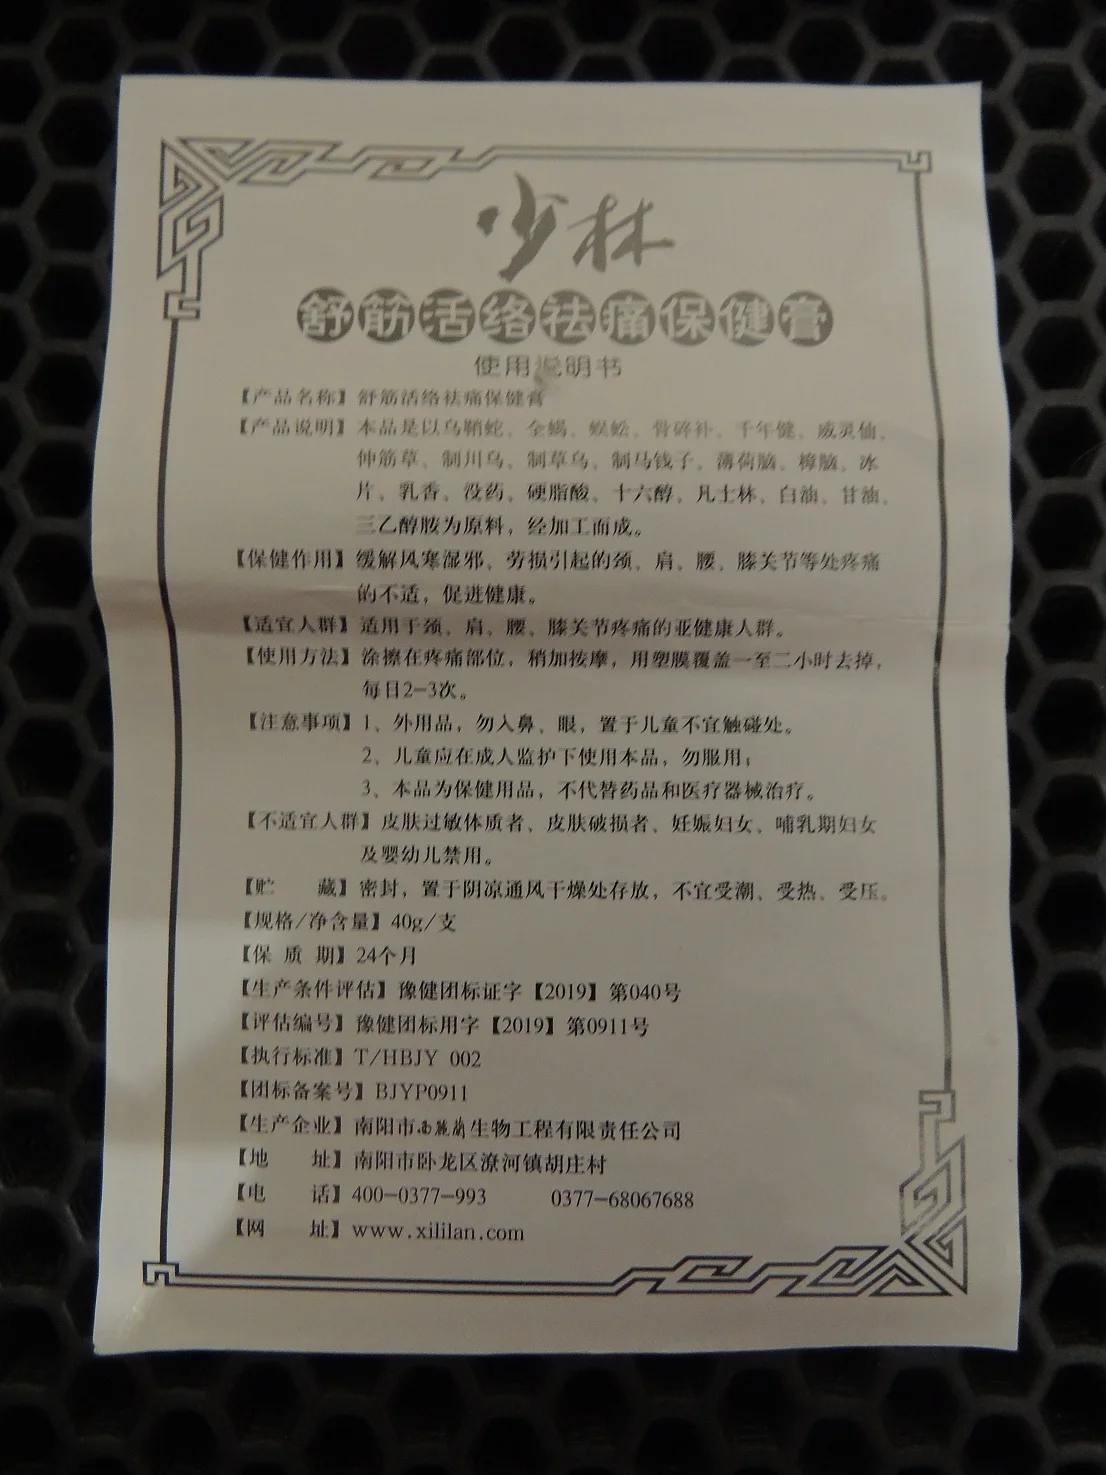 少林
舒筋活络祛痛保健膏
使用说明书
【产品名称】舒筋活络祛痛保健膏
【产品说明】本品是以乌鞘蛇、全蝎、蜈蚣、骨碎补、千年健、威灵仙、
伸筋草、制川乌、制草乌、制马钱子、薄荷脑、樟脑、冰
片、乳香、没药、硬脂酸、十六醇、凡士林、白油、甘油、
三乙醇胺为原料，经加工而成。
【保健作用】缓解风寒湿邪、劳损引起的颈、肩、腰、膝关节等处疼痛
的不适，促进健康。
【适宜人群】适用于颈、肩、腰、膝关节疼痛的亚健康人群。
【使用方法】涂擦在疼痛部位，稍加按摩，用塑膜覆盖一至二小时去掉，
每日2-3次。
【注意事项】1、外用品，勿入鼻、眼，置于儿童不宜触碰处。
2、儿童应在成人监护下使用本品，勿服用；
3、本品为保健用品，不代替药品和医疗器械治疗。
【不适宜人群】皮肤过敏体质者、皮肤破损者、妊娠妇女、哺乳期妇女
及婴幼儿禁用。
【贮 藏】密封，置于阴凉通风干燥处存放，不宜受潮、受热、受压。
【规格/净含量】40g/支
【保 质 期】24个月
【生产条件评估】豫健团标证字【2019】第040号
【评估编号】豫健团标用字【2019】第0911号
【执行标准】T/HBJY 002
【团标备案号】BJYP0911
【生产企业】南阳市西麗蘭生物工程有限责任公司
【地 址】南阳市卧龙区潦河镇胡庄村
【电 话】400-0377-993 0377-68067688
【网 址】www.xililan.com